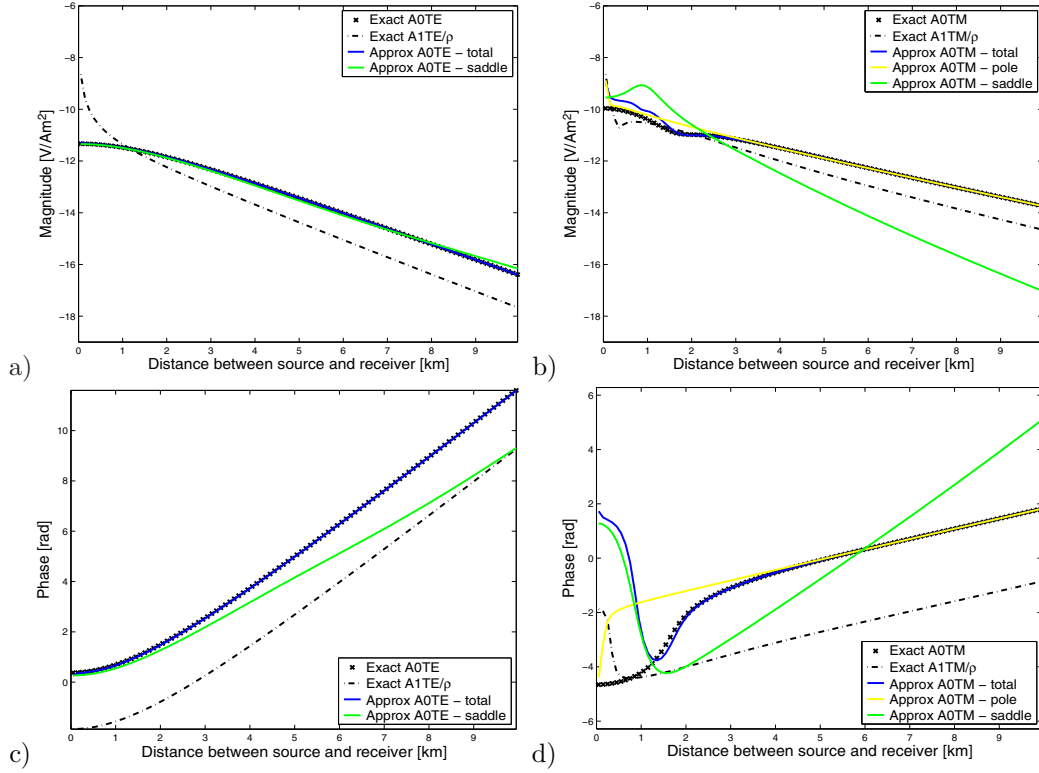 −6
−8
−10
−12
−14
−16
−18
Magnitude [V/Am²]
0 1 2 3 4 5 6 7 8 9
Distance between source and receiver [km]
Exact A0TE
Exact A1TE/ρ
Approx A0TE − total
Approx A0TE − saddle
a)
−6
−8
−10
−12
−14
−16
−18
Magnitude [V/Am²]
0 1 2 3 4 5 6 7 8 9
Distance between source and receiver [km]
Exact A0TM
Exact A1TM/ρ
Approx A0TM − total
Approx A0TM − pole
Approx A0TM − saddle
b)
10
8
6
4
2
0
Phase [rad]
0 1 2 3 4 5 6 7 8 9
Distance between source and receiver [km]
Exact A0TE
Exact A1TE/ρ
Approx A0TE − total
Approx A0TE − saddle
c)
6
4
2
0
−2
−4
−6
Phase [rad]
0 1 2 3 4 5 6 7 8 9
Distance between source and receiver [km]
Exact A0TM
Exact A1TM/ρ
Approx A0TM − total
Approx A0TM − pole
Approx A0TM − saddle
d)